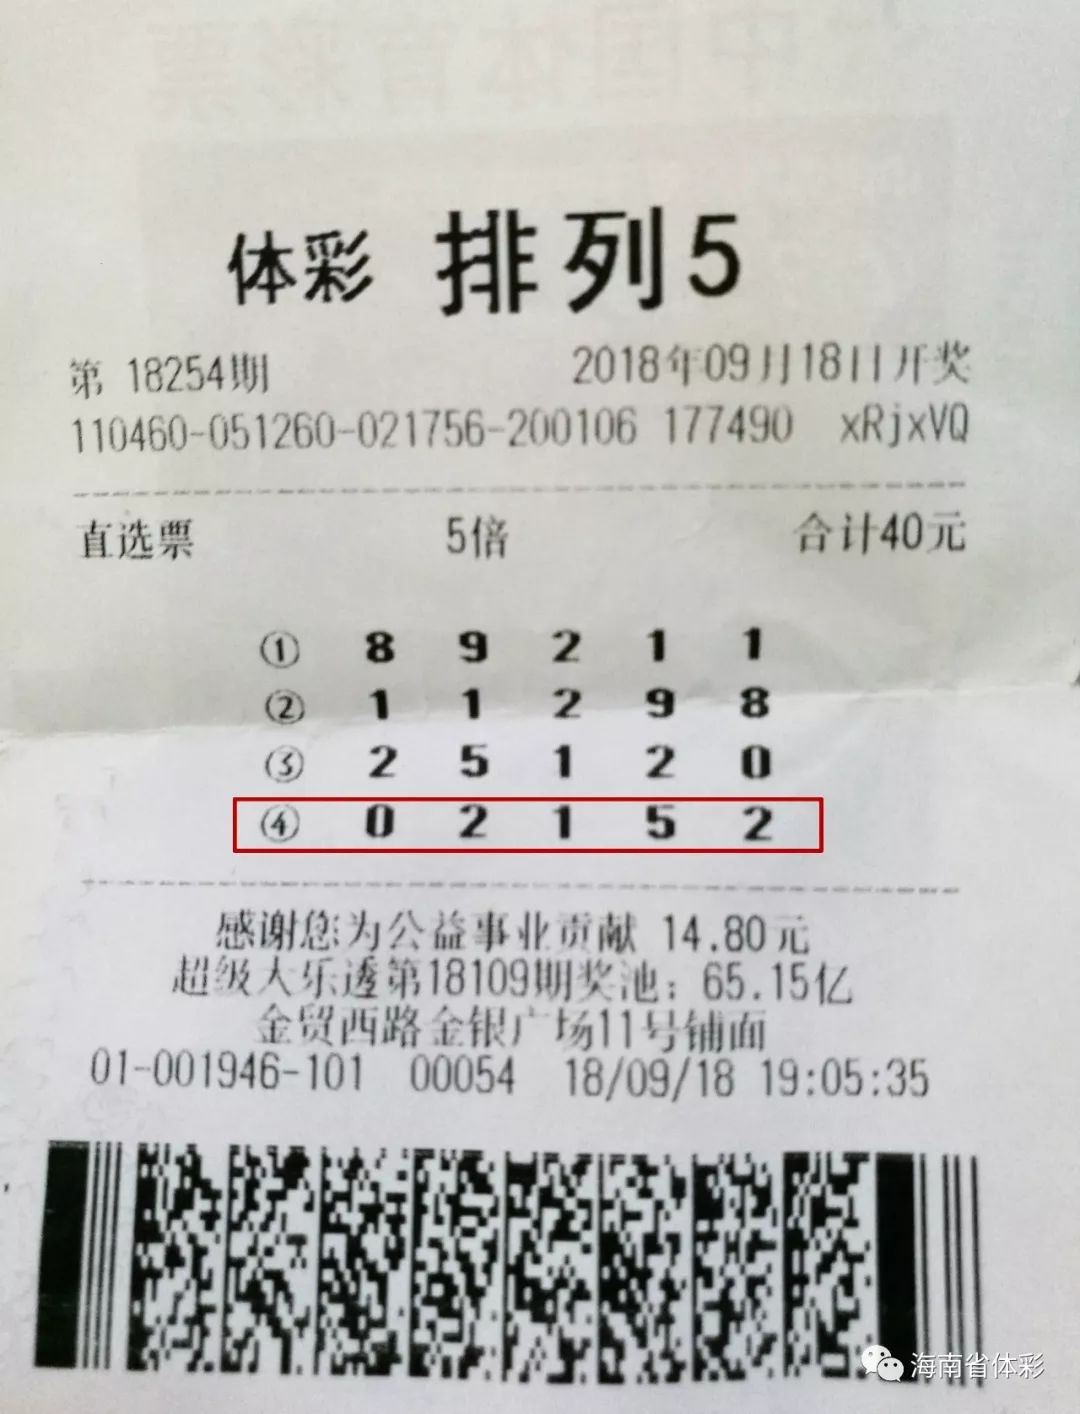 体彩 排列5
第 18254期 2018年09月18日开奖
110460-051260-021756-200106 177490 xRjxVQ
直选票 5倍 合计40元
① 8 9 2 1 1
② 1 1 2 9 8
③ 2 5 1 2 0
④ 0 2 1 5 2
感谢您为公益事业贡献 14.80元
超级大乐透第18109期奖池：65.15亿
金贸西路金银广场11号铺面
01-001946-101 00054 18/09/18 19:05:35
海南省体彩